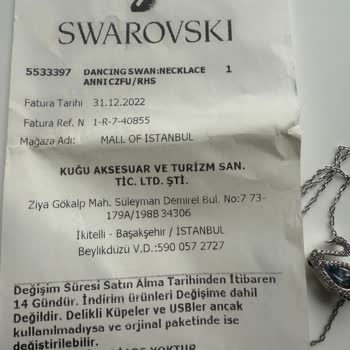 SWAROVSKI
5533397 DANCING SWAN:NECKLACE 1
ANNI CZFU/RHS
Fatura Tarihi 31.12.2022
Fatura Ref. N 1-R-7-40855
Mağaza Adı: MALL OF İSTANBUL
KUĞU AKSESUAR VE TURİZM SAN.
TİC. LTD. ŞTİ.
Ziya Gökalp Mah. Süleyman Demirel Bul. No:7 73-
179A/198B 34306
İkitelli - Başakşehir / İSTANBUL
Beylikdüzü V.D.:590 057 2727
Değişim Süresi Satın Alma Tarihinden İtibaren
14 Gündür. İndirim ürünleri Değişime dahil
Değildir. Delikli Küpeler ve USBler ancak
kullanılmadıysa ve orjinal paketinde ise
değiştirilebilir.
YOKTUR